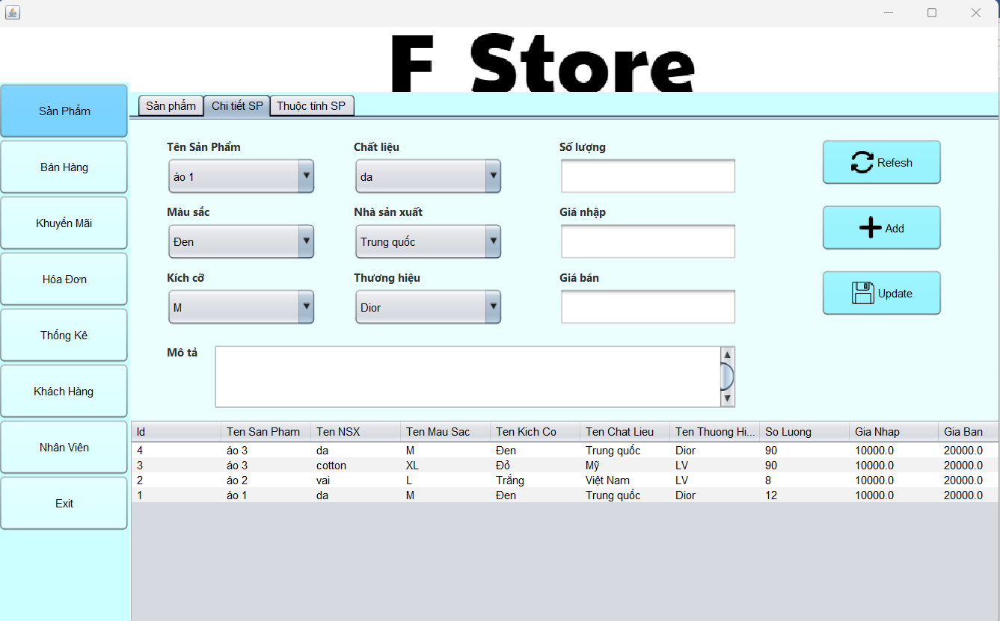 F Store
Sản Phẩm
Bán Hàng
Khuyến Mãi
Hóa Đơn
Thống Kê
Khách Hàng
Nhân Viên
Exit
Sản phẩm Chi tiết SP Thuộc tính SP
Tên Sản Phẩm Chất liệu Số lượng
áo 1 da Refesh
Màu sắc Nhà sản xuất Giá nhập
Đen Trung quốc Add
Kích cỡ Thương hiệu Giá bán
M Dior Update
Mô tả
Id Ten San Pham Ten NSX Ten Mau Sac Ten Kich Co Ten Chat Lieu Ten Thuong Hi... So Luong Gia Nhap Gia Ban
4 áo 3 da M Đen Trung quốc Dior 90 10000.0 20000.0
3 áo 3 cotton XL Đỏ Mỹ LV 90 10000.0 20000.0
2 áo 2 vai L Trắng Việt Nam LV 8 10000.0 20000.0
1 áo 1 da M Đen Trung quốc Dior 12 10000.0 20000.0